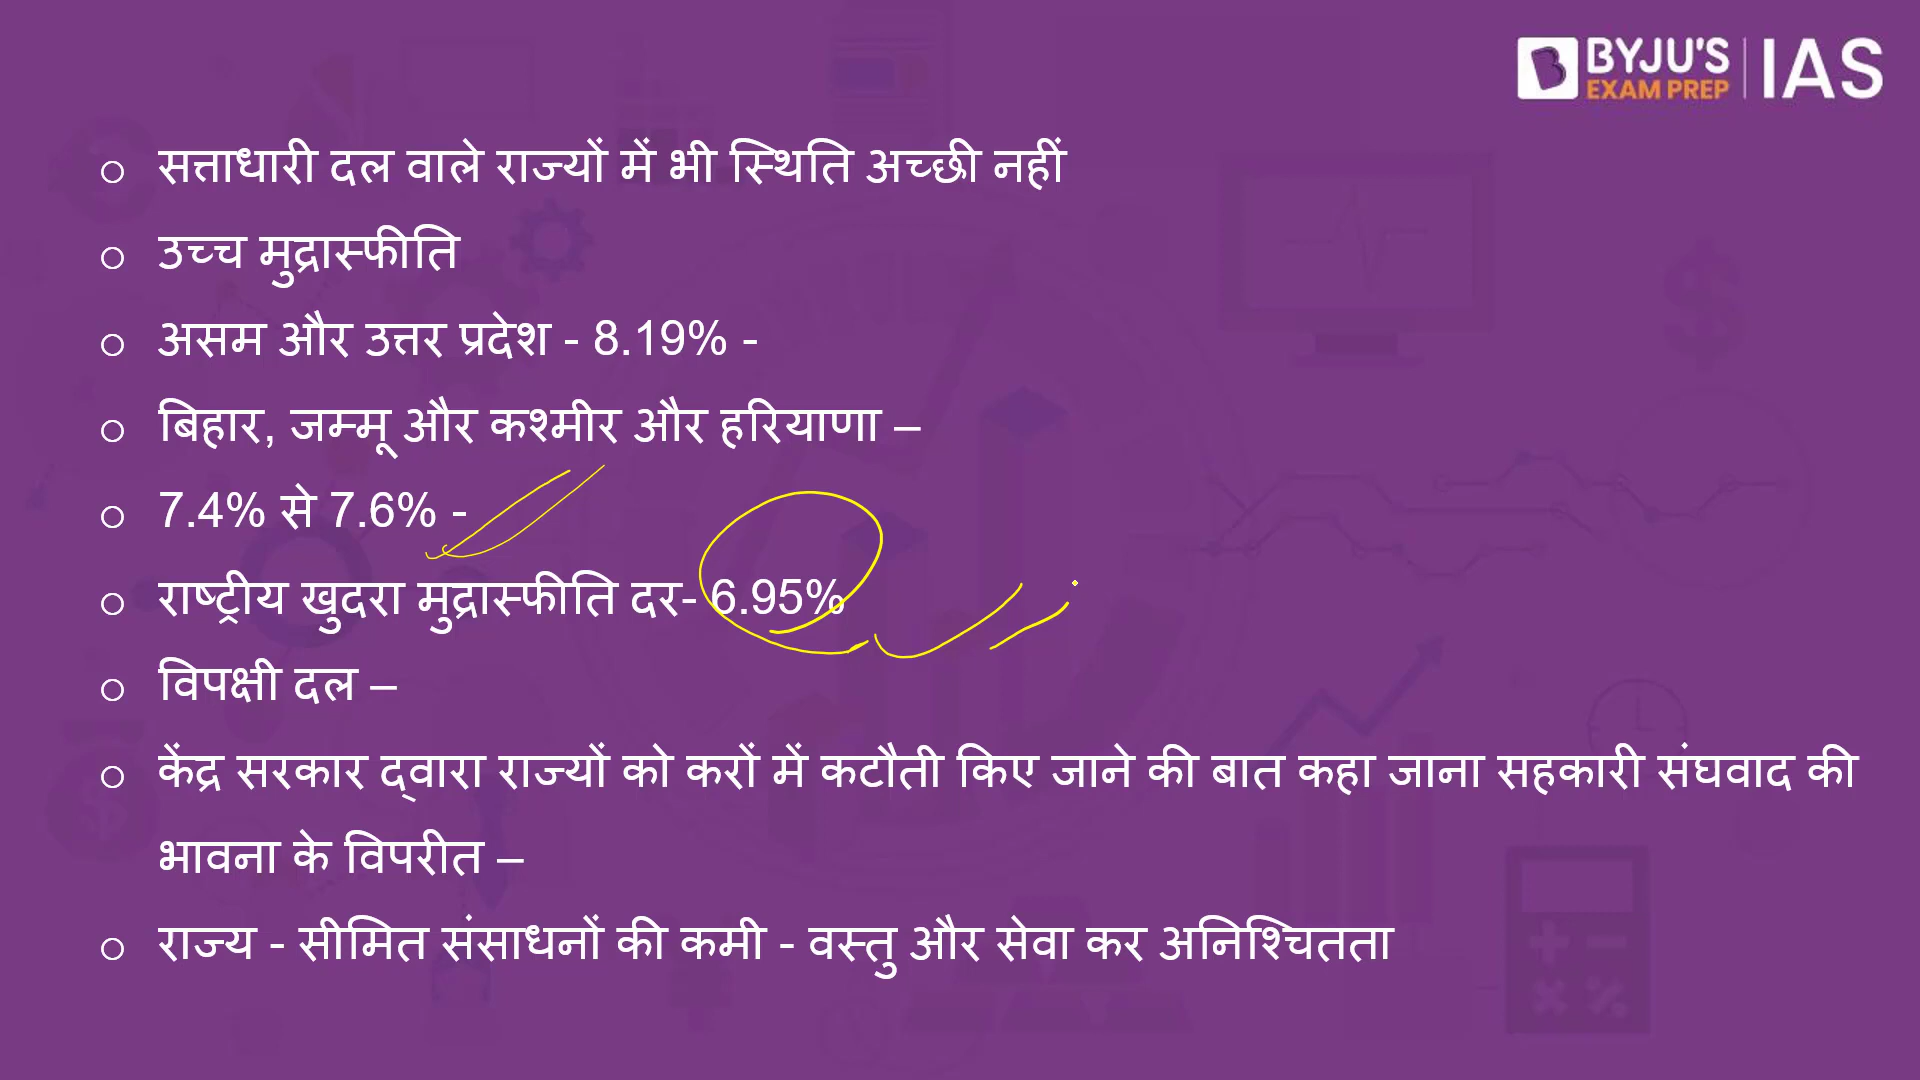 BYJU'S
EXAM PREP
IAS
○ सत्ताधारी दल वाले राज्यों में भी स्थिति अच्छी नहीं
○ उच्च मुद्रास्फीति
○ असम और उत्तर प्रदेश - 8.19% -
○ बिहार, जम्मू और कश्मीर और हरियाणा –
○ 7.4% से 7.6% -
○ राष्ट्रीय खुदरा मुद्रास्फीति दर- 6.95%
○ विपक्षी दल –
○ केंद्र सरकार द्वारा राज्यों को करों में कटौती किए जाने की बात कहा जाना सहकारी संघवाद की
भावना के विपरीत –
○ राज्य - सीमित संसाधनों की कमी - वस्तु और सेवा कर अनिश्चितता